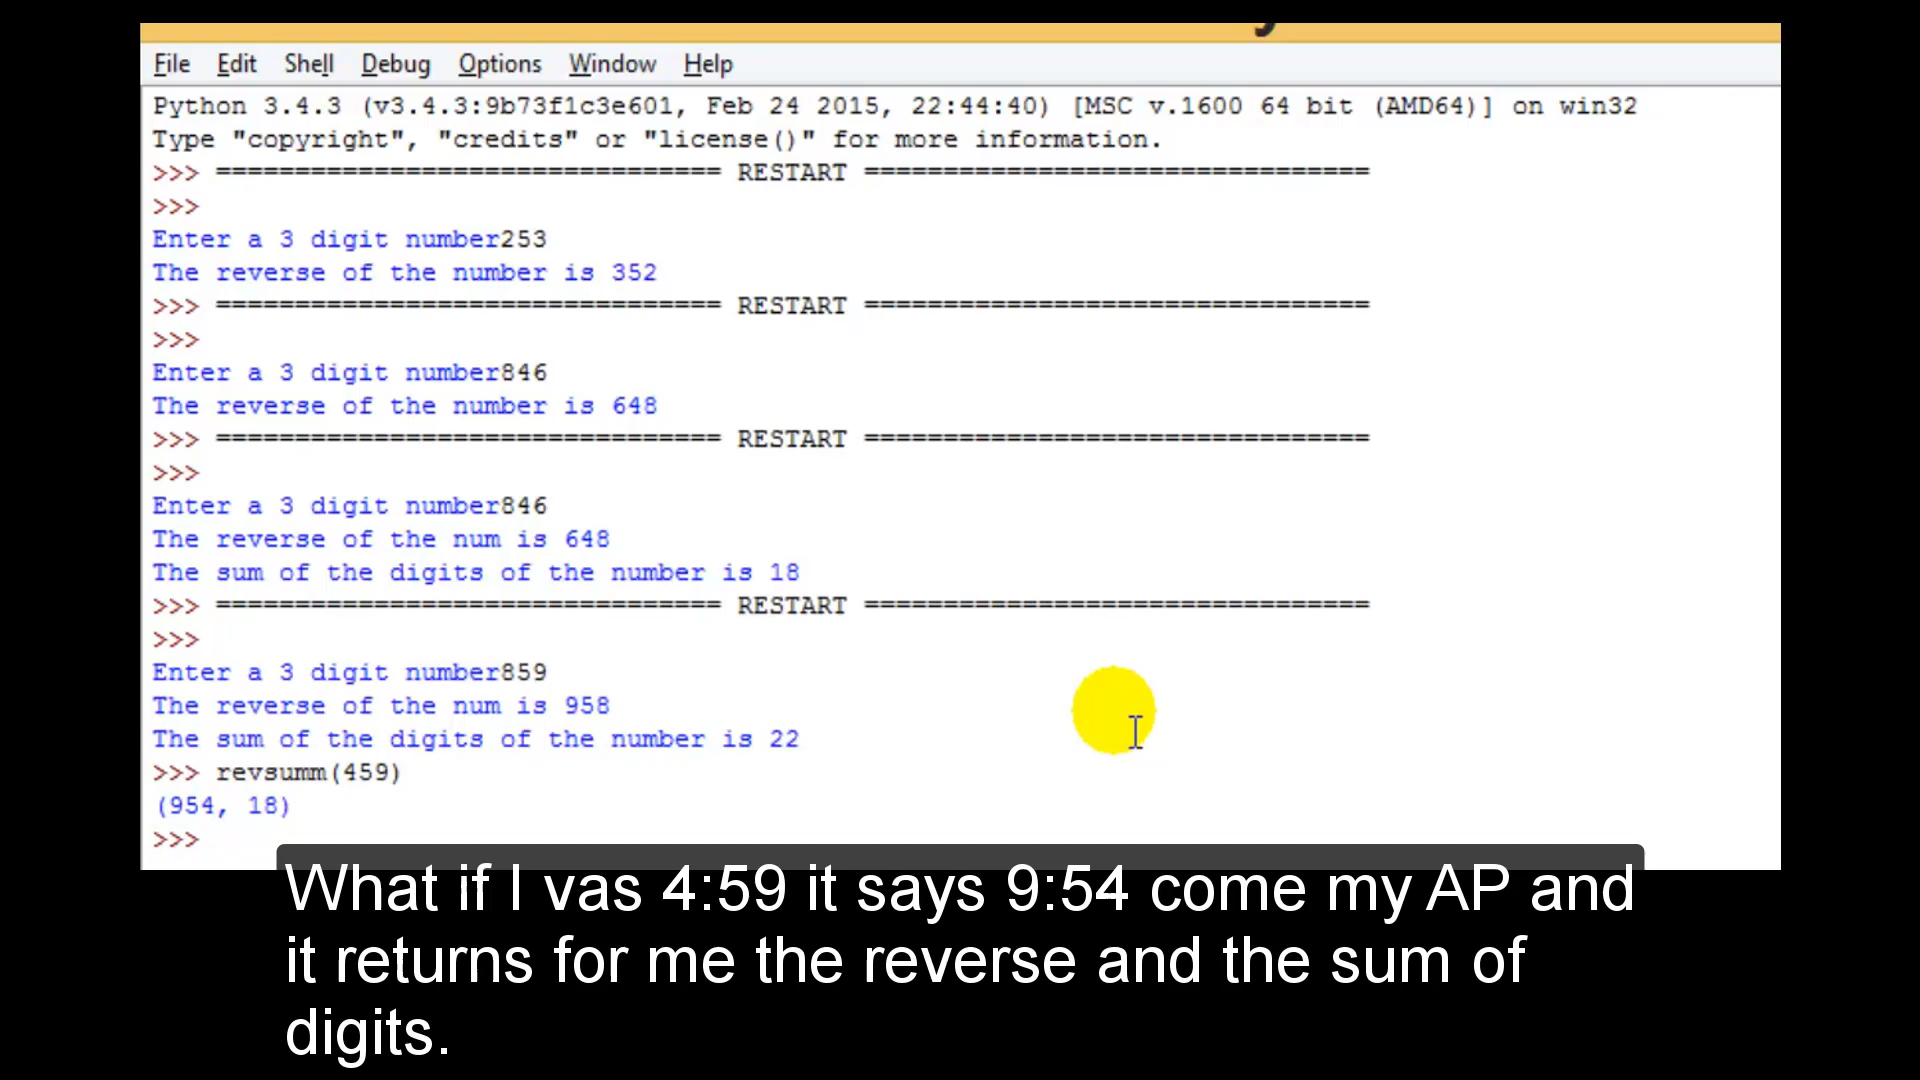 File Edit Shell Debug Options Window Help
Python 3.4.3 (v3.4.3:9b73f1c3e601, Feb 24 2015, 22:44:40) [MSC v.1600 64 bit (AMD64)] on win32
Type "copyright", "credits" or "license()" for more information.
>>> ================================ RESTART ================================
>>>
Enter a 3 digit number253
The reverse of the number is 352
>>> ================================ RESTART ================================
>>>
Enter a 3 digit number846
The reverse of the number is 648
>>> ================================ RESTART ================================
>>>
Enter a 3 digit number846
The reverse of the num is 648
The sum of the digits of the number is 18
>>> ================================ RESTART ================================
>>>
Enter a 3 digit number859
The reverse of the num is 958
The sum of the digits of the number is 22
>>> revsumm(459)
(954, 18)
>>>
What if I vas 4:59 it says 9:54 come my AP and
it returns for me the reverse and the sum of
digits.